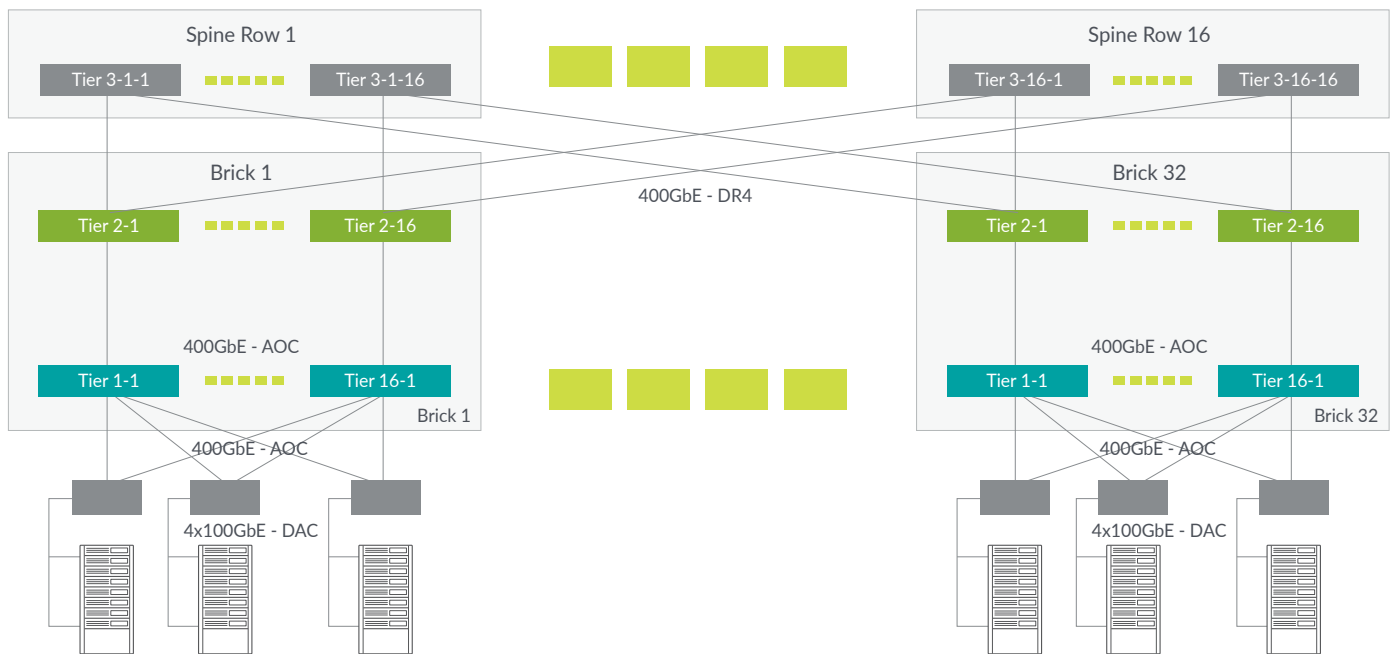 Spine Row 1
Spine Row 16
Tier 3-1-1
Tier 3-1-16
Tier 3-16-1
Tier 3-16-16
Brick 1
Brick 32
400GbE - DR4
Tier 2-1
Tier 2-16
Tier 2-1
Tier 2-16
400GbE - AOC
400GbE - AOC
Tier 1-1
Tier 16-1
Tier 1-1
Tier 16-1
Brick 1
Brick 32
400GbE - AOC
400GbE - AOC
4x100GbE - DAC
4x100GbE - DAC